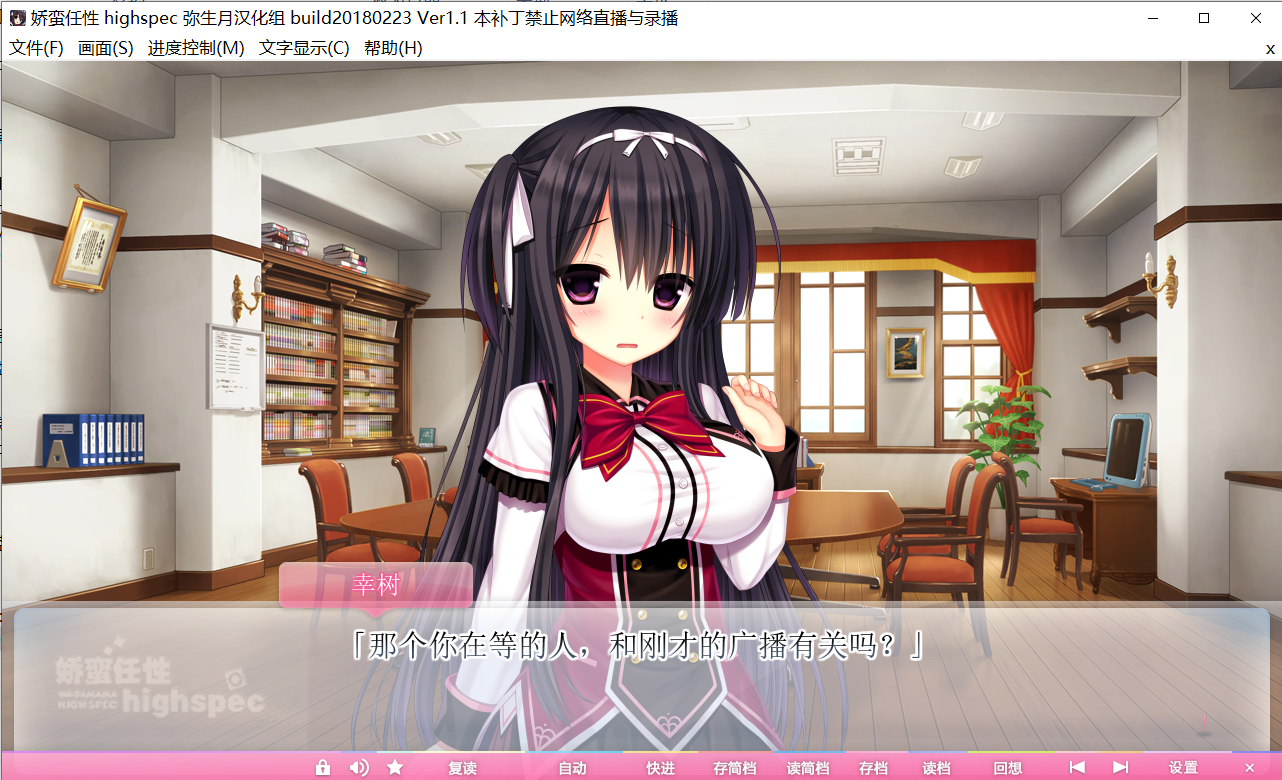 娇蛮任性 highspec 弥生月汉化组 build20180223 Ver1.1 本补丁禁止网络直播与录播
文件(F) 画面(S) 进度控制(M) 文字显示(C) 帮助(H) x
幸树
「那个你在等的人，和刚才的广播有关吗？」
娇蛮任性
highspec
复读 自动 快进 存简档 读简档 存档 读档 回想 设置